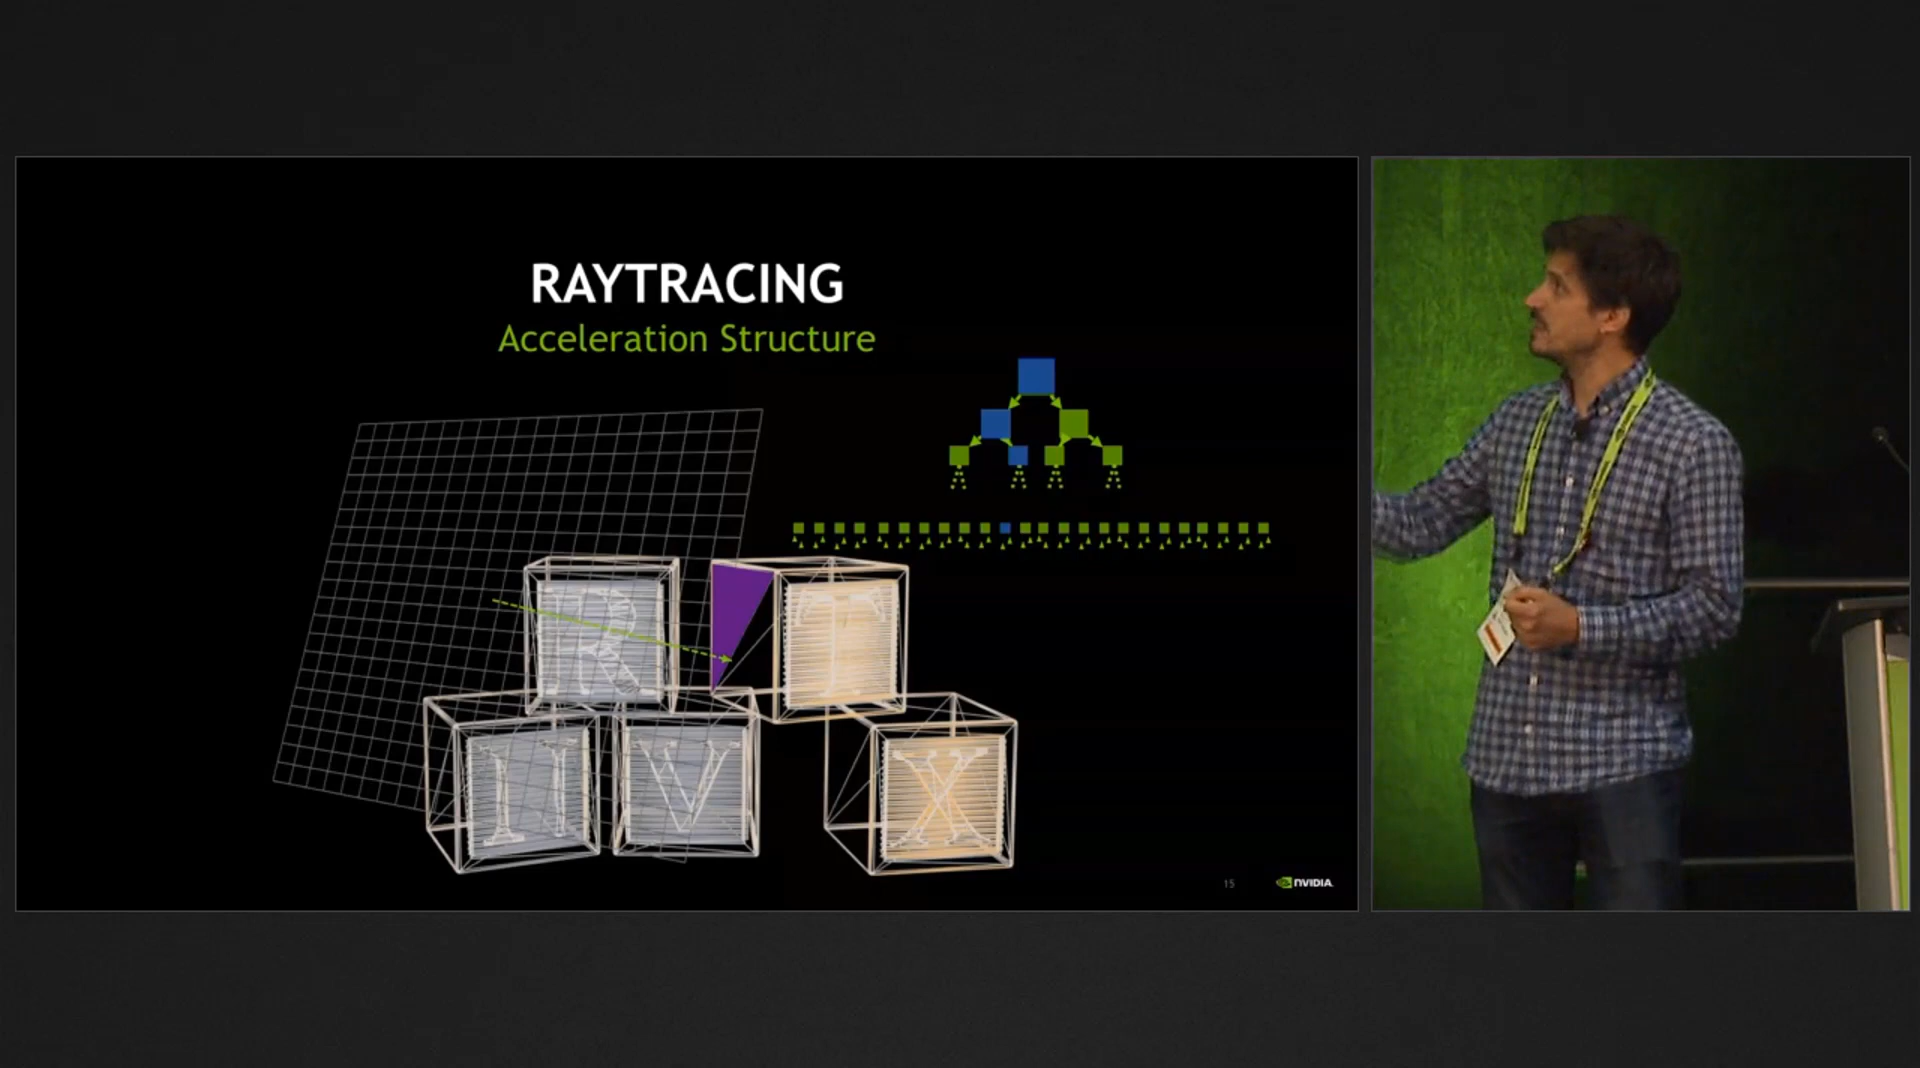 RAYTRACING
Acceleration Structure
R
T
I V X
15
NVIDIA